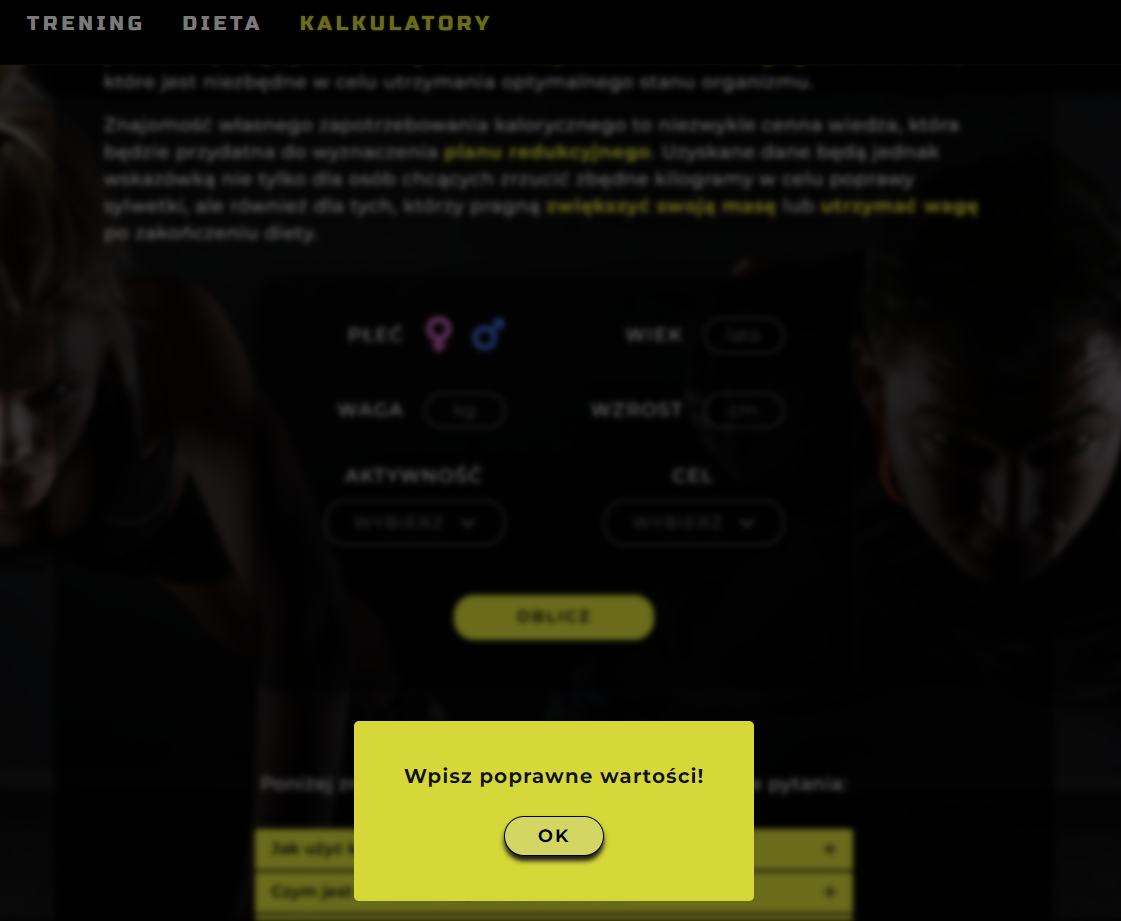 TRENING DIETA KALKULATORY
które jest niezbędne w celu utrzymania optymalnego stanu organizmu.
Znajomość własnego zapotrzebowania kalorycznego to niezwykle cenna wiedza, która
będzie przydatna do wyznaczenia planu redukcyjnego. Uzyskane dane będą jednak
wskazówką nie tylko dla osób chcących zrzucić zbędne kilogramy w celu poprawy
sylwetki, ale również dla tych, którzy pragną zwiększyć swoją masę lub utrzymać wagę
po zakończeniu diety.
PŁEĆ WIEK lata
WAGA kg WZROST cm
AKTYWNOŚĆ CEL
WYBIERZ WYBIERZ
OBLICZ
Wpisz poprawne wartości!
Poniżej pytania:
OK
Jak użyć +
Czym jest +